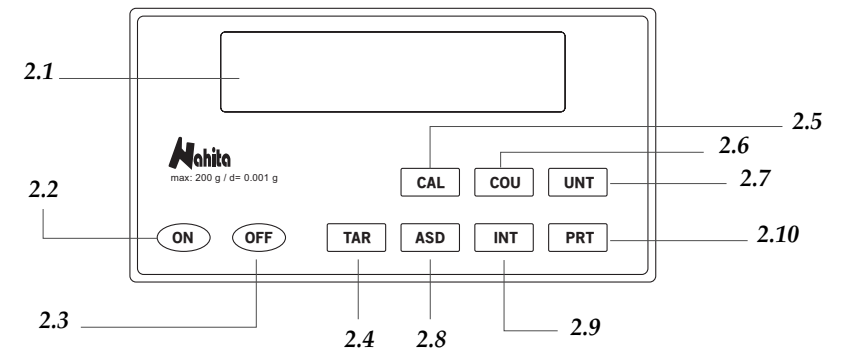 2.1
2.5
2.6
Nahita
max: 200 g / d= 0.001 g
CAL COU UNT
2.7
2.2
ON OFF TAR ASD INT PRT
2.10
2.3
2.4
2.8
2.9